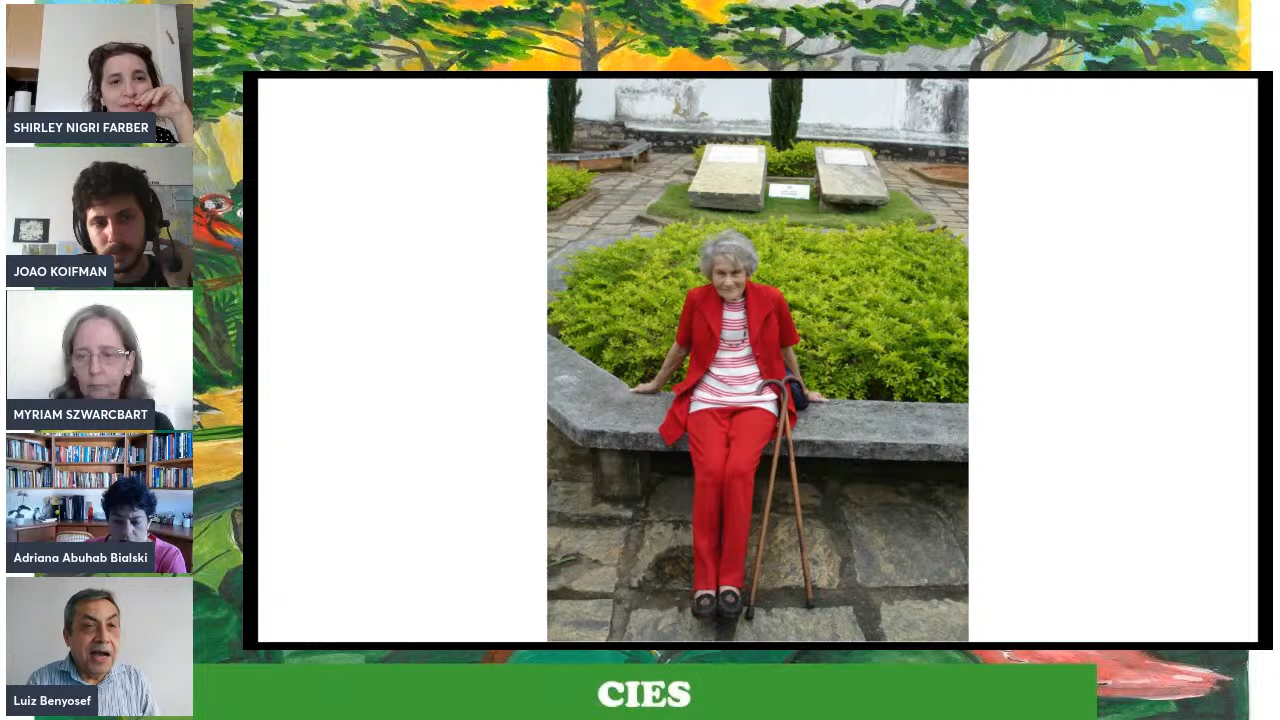 SHIRLEY NIGRI FARBER
JOAO KOIFMAN
MYRIAM SZWARCBART
Adriana Abuhab Bialski
Luiz Benyosef
CIES